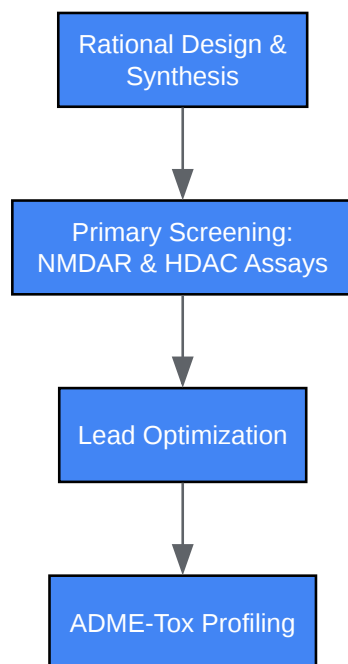 Rational Design &
Synthesis
Primary Screening:
NMDAR & HDAC Assays
Lead Optimization
ADME-Tox Profiling